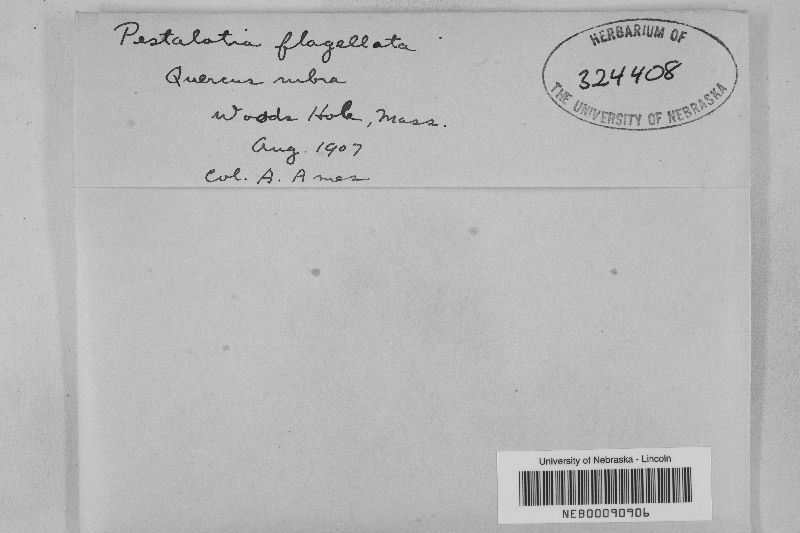 Pestalotia flagellata
Quercus rubra
Woods Hole, Mass.
Aug. 1907
Col. A. Ames
HERBARIUM OF
324408
THE UNIVERSITY OF NEBRASKA
University of Nebraska - Lincoln
NEB00090906